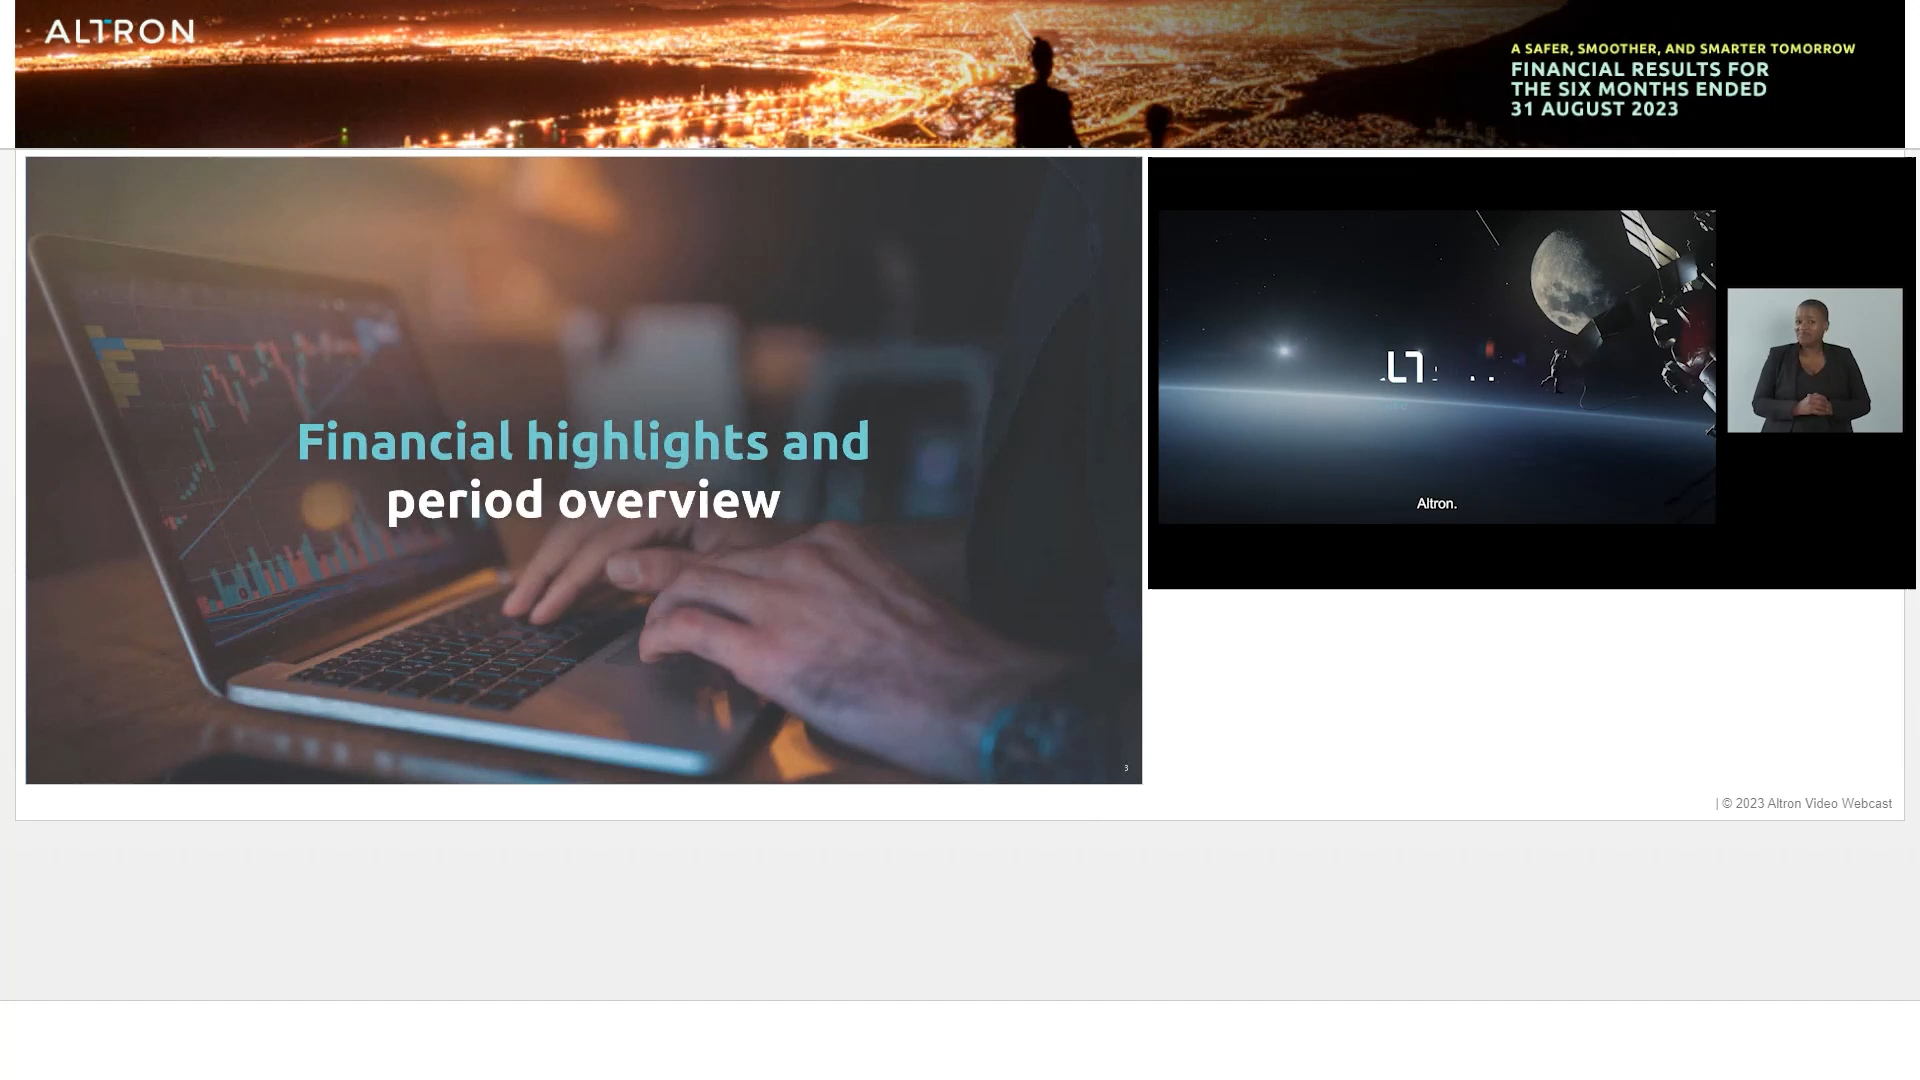 ALTRON
A SAFER, SMOOTHER, AND SMARTER TOMORROW
FINANCIAL RESULTS FOR
THE SIX MONTHS ENDED
31 AUGUST 2023
Financial highlights and
period overview
3
Altron.
| © 2023 Altron Video Webcast